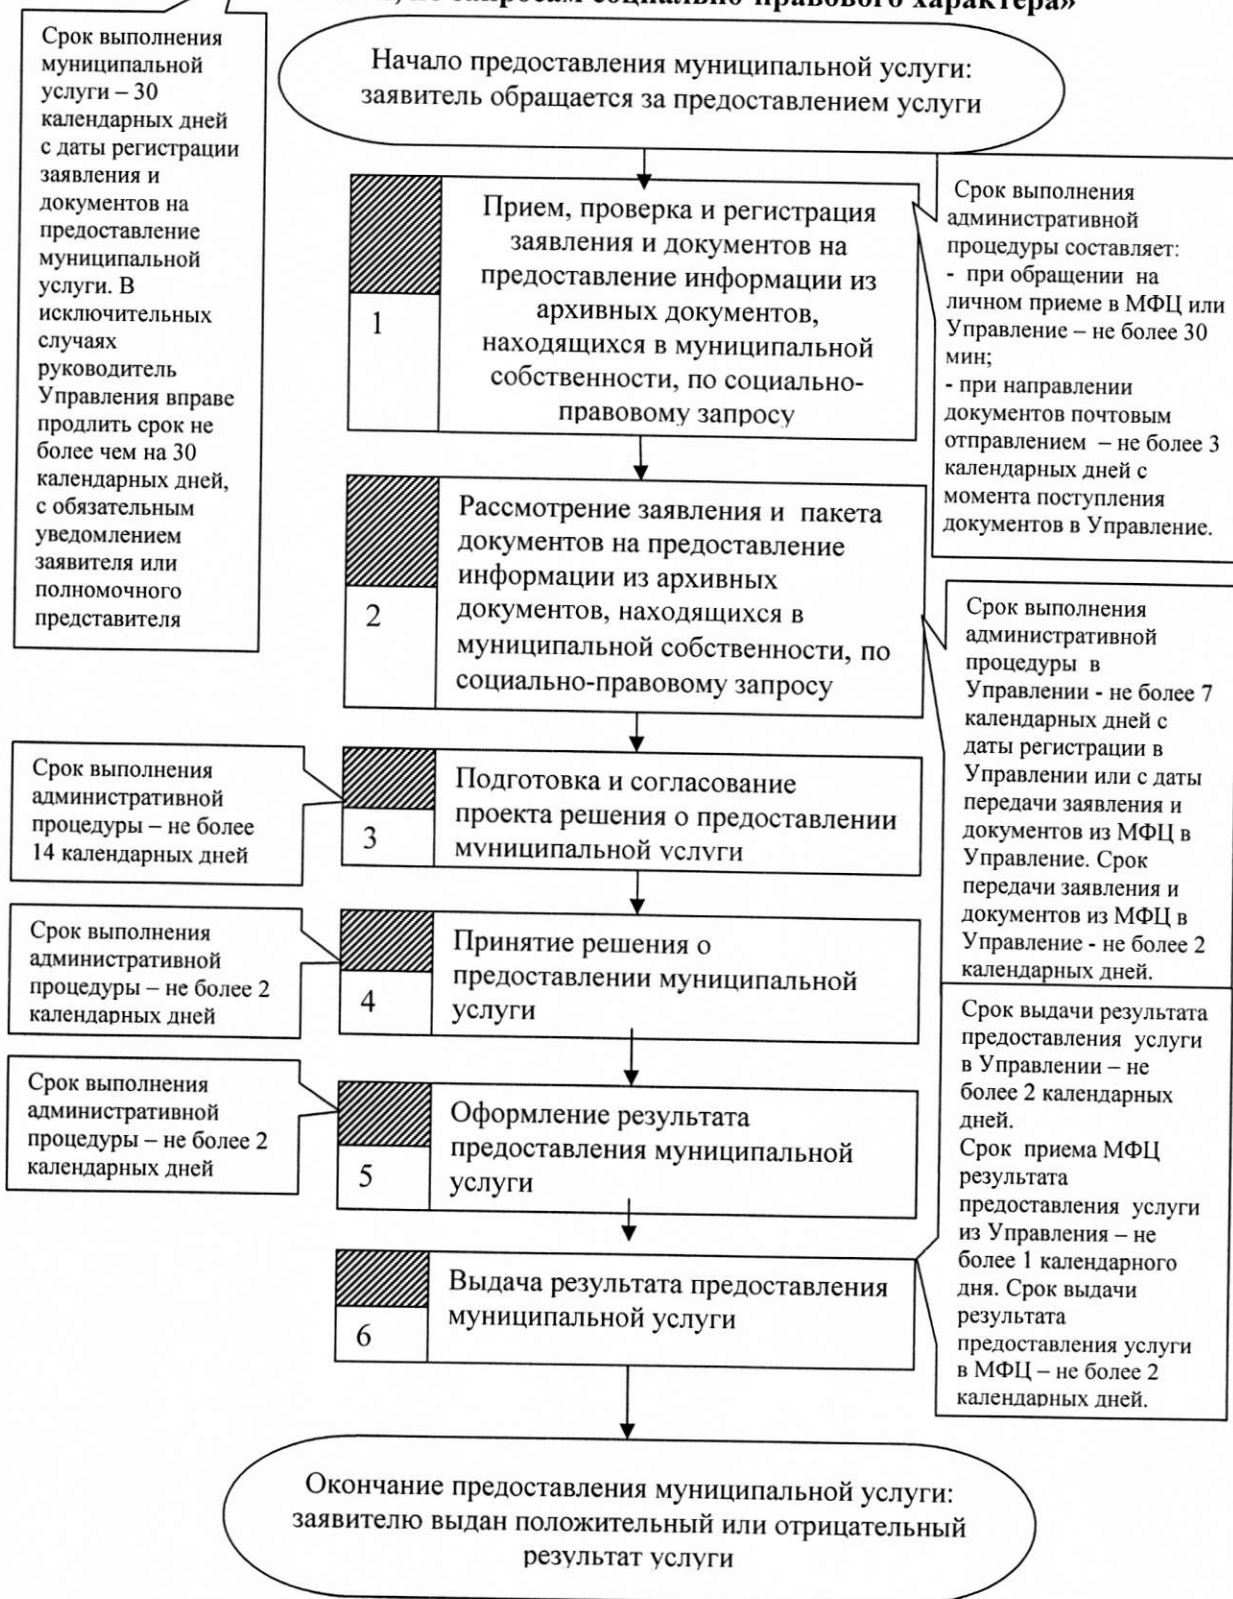 по запросам социально-правового характера»
Срок выполнения
муниципальной
услуги – 30
календарных дней
с даты регистрации
заявления и
документов на
предоставление
муниципальной
услуги. В
исключительных
случаях
руководитель
Управления вправе
продлить срок не
более чем на 30
календарных дней,
с обязательным
уведомлением
заявителя или
полномочного
представителя
Начало предоставления муниципальной услуги:
заявитель обращается за предоставлением услуги
1
Прием, проверка и регистрация
заявления и документов на
предоставление информации из
архивных документов,
находящихся в муниципальной
собственности, по социально-
правовому запросу
Срок выполнения
административной
процедуры составляет:
- при обращении на
личном приеме в МФЦ или
Управление – не более 30
мин;
- при направлении
документов почтовым
отправлением – не более 3
календарных дней с
момента поступления
документов в Управление.
2
Рассмотрение заявления и пакета
документов на предоставление
информации из архивных
документов, находящихся в
муниципальной собственности, по
социально-правовому запросу
Срок выполнения
административной
процедуры в
Управлении - не более 7
календарных дней с
даты регистрации в
Управлении или с даты
передачи заявления и
документов из МФЦ в
Управление. Срок
передачи заявления и
документов из МФЦ в
Управление - не более 2
календарных дней.
Срок выполнения
административной
процедуры – не более
14 календарных дней
3
Подготовка и согласование
проекта решения о предоставлении
муниципальной услуги
Срок выполнения
административной
процедуры – не более 2
календарных дней
4
Принятие решения о
предоставлении муниципальной
услуги
Срок выполнения
административной
процедуры – не более 2
календарных дней
5
Оформление результата
предоставления муниципальной
услуги
6
Выдача результата предоставления
муниципальной услуги
Срок выдачи результата
предоставления услуги
в Управлении – не
более 2 календарных
дней.
Срок приема МФЦ
результата
предоставления услуги
из Управления – не
более 1 календарного
дня. Срок выдачи
результата
предоставления услуги
в МФЦ – не более 2
календарных дней.
Окончание предоставления муниципальной услуги:
заявителю выдан положительный или отрицательный
результат услуги